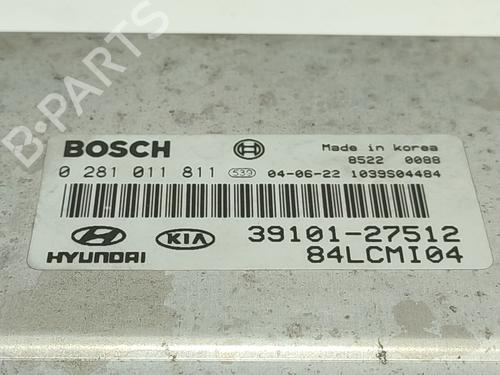 B-PARTS
BOSCH
Made in korea
8522 0088
0 281 011 811 539 04-06-22 1039S04484
HYUNDAI KIA 39101-27512
84LCMI04